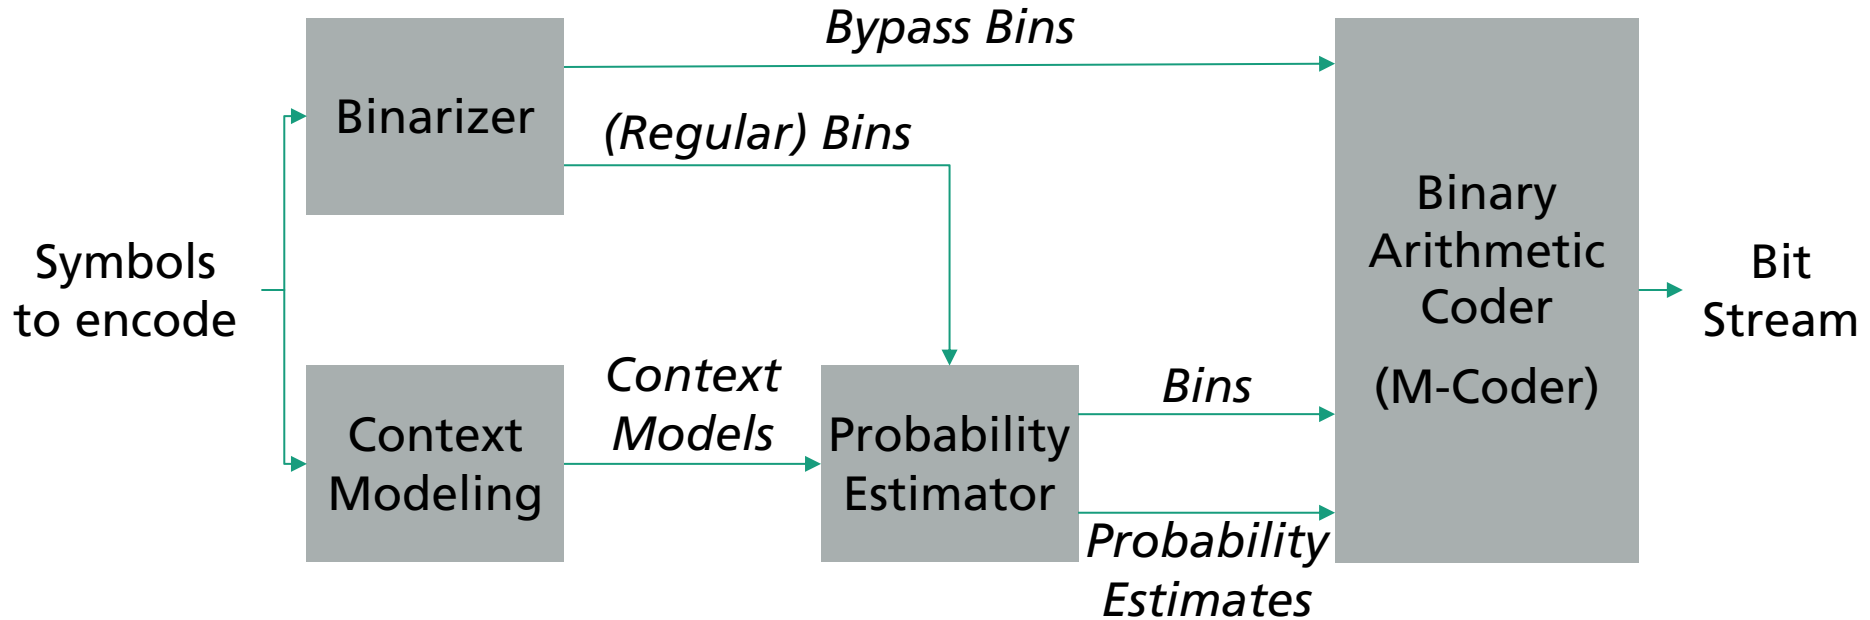 Bypass Bins
Binarizer
(Regular) Bins
Symbols
to encode
Context
Modeling
Context
Models
Probability
Estimator
Bins
Probability
Estimates
Binary
Arithmetic
Coder
(M-Coder)
Bit
Stream